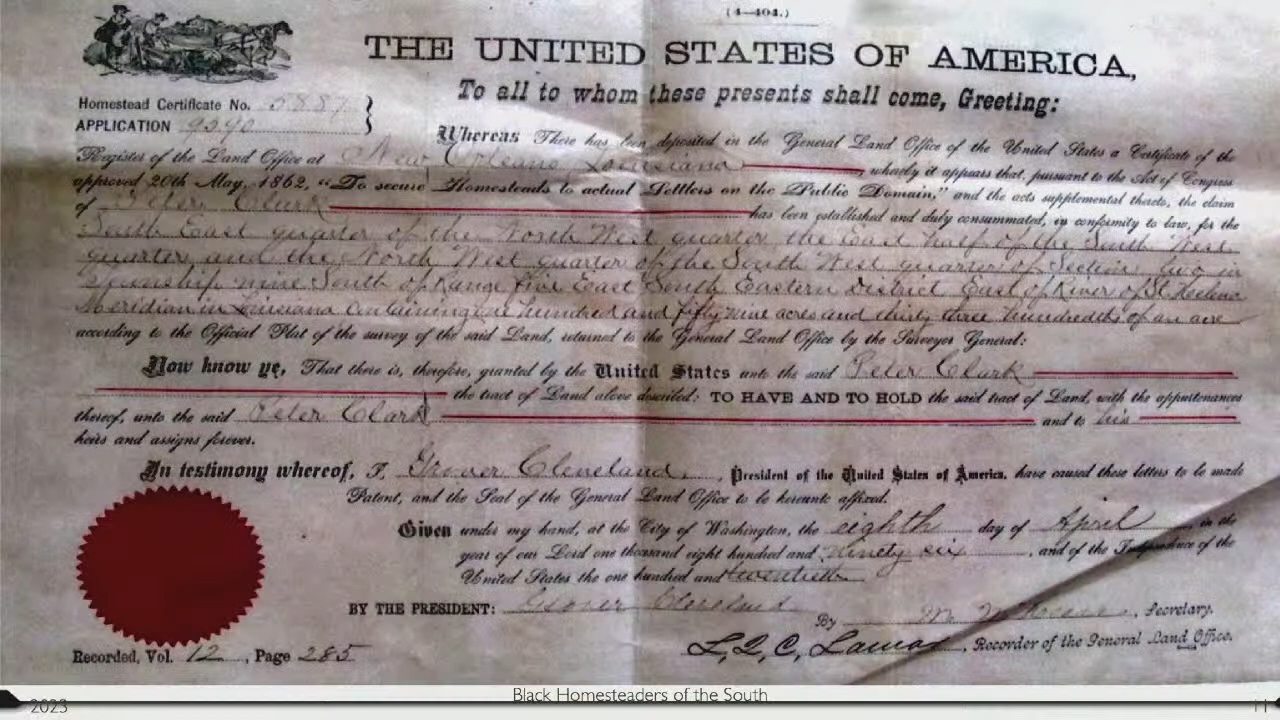 (4—404.)
THE UNITED STATES OF AMERICA,
To all to whom these presents shall come, Greeting:
Homestead Certificate No. 5887
APPLICATION 9390
Whereas There has been deposited in the General Land Office of the United States a Certificate of the
Register of the Land Office at New Orleans Louisiana, whereby it appears that, pursuant to the Act of Congress
approved 20th May, 1862, "To secure Homesteads to actual Settlers on the Public Domain," and the acts supplemental thereto, the claim
of Peter Clark has been established and duly consummated, in conformity to law, for the
South East quarter of the North West quarter the East half of the South West
quarter and the North West quarter of the South West quarter of Section two in
Township nine South of Range five East South Eastern District East of River of St Helena
Meridian in Louisiana containing one hundred and fifty nine acres and thirty three hundredths of an acre
according to the Official Plat of the survey of the said Land, returned to the General Land Office by the Surveyor General:
Now know ye, That there is, therefore, granted by the United States unto the said Peter Clark
the tract of Land above described: TO HAVE AND TO HOLD the said tract of Land, with the appurtenances
thereof, unto the said Peter Clark and to his
heirs and assigns forever.
In testimony whereof, I, Grover Cleveland, President of the United States of America, have caused these letters to be made
Patent, and the Seal of the General Land Office to be hereunto affixed.
Given under my hand, at the City of Washington, the eighth day of April, in the
year of our Lord one thousand eight hundred and ninety six, and of the Independence of the
United States the one hundred and twentieth
BY THE PRESIDENT: Grover Cleveland
By M. , Secretary.
L. Q. C. Lamar, Recorder of the General Land Office.
Recorded, Vol. 12, Page 285
2023
Black Homesteaders of the South
11